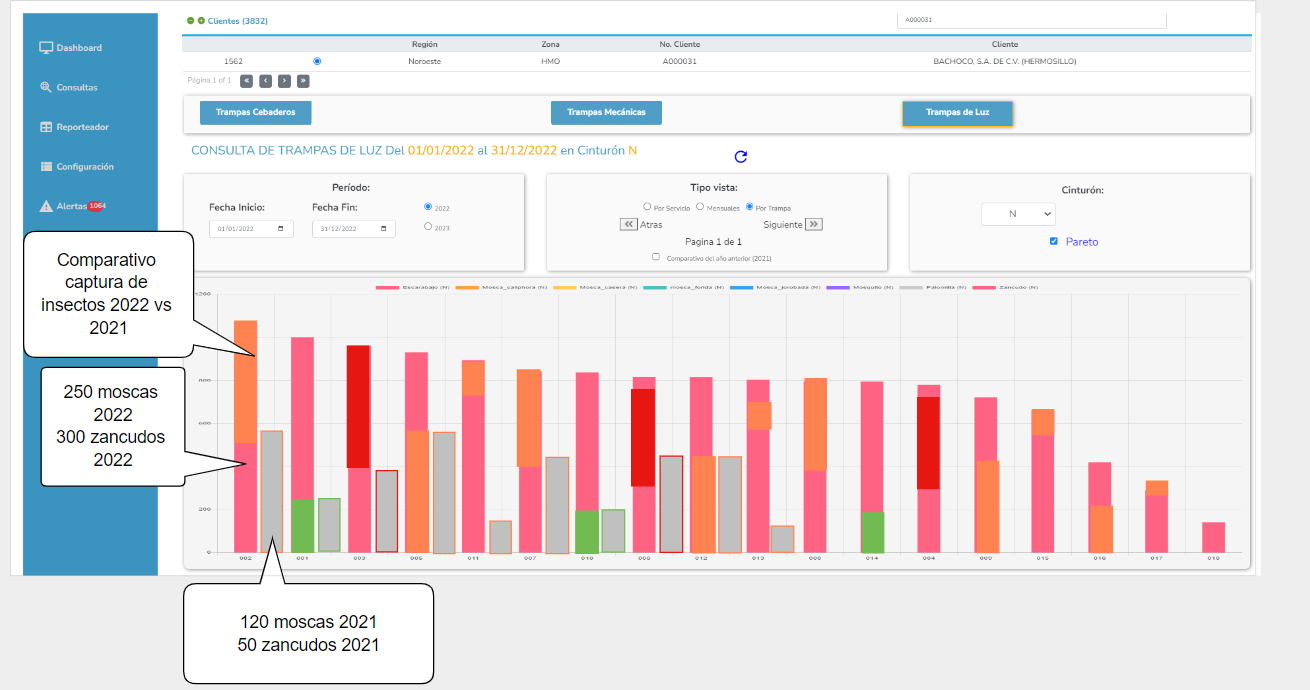 Clientes (3832)
A000031
Región Zona No. Cliente Cliente
1562 Noroeste HMO A000031 BACHOCO, S.A. DE C.V. (HERMOSILLO)
Página 1 of 1
Trampas Cebaderos Trampas Mecánicas Trampas de Luz
CONSULTA DE TRAMPAS DE LUZ Del 01/01/2022 al 31/12/2022 en Cinturón N
Dashboard
Consultas
Reporteador
Configuración
Alertas 1064
Período:
Fecha Inicio: Fecha Fin:
01/01/2022 31/12/2022
2022
2023
Tipo vista:
Por Servicio Mensuales Por Trampa
Atras Siguiente
Pagina 1 de 1
Comparativo del año anterior (2021)
Cinturón:
N
Pareto
Comparativo
captura de
insectos 2022 vs
2021
250 moscas
2022
300 zancudos
2022
Escarabajo (N) Mosca_caliphora (N) Mosca_casera (N) mosca_forida (N) Mosca_jorobada (N) Mosquito (N) Palomilla (N) Zancudo (N)
1200
800
600
200
0
002 001 003 005 011 007 010 009 012 013 008 014 004 015 016 017 018
120 moscas 2021
50 zancudos 2021